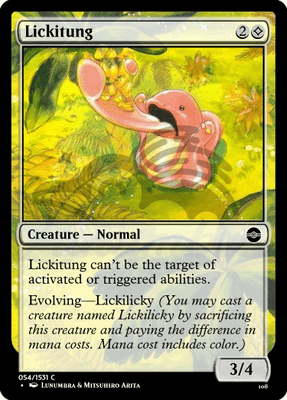 Lickitung 2
Creature — Normal
Lickitung can't be the target of
activated or triggered abilities.
Evolving—Lickilicky (You may cast a
creature named Lickilicky by sacrificing
this creature and paying the difference in
mana costs. Mana cost includes color.)
3/4
054/1531 C
• Lunumbra & Mitsuhiro Arita
108